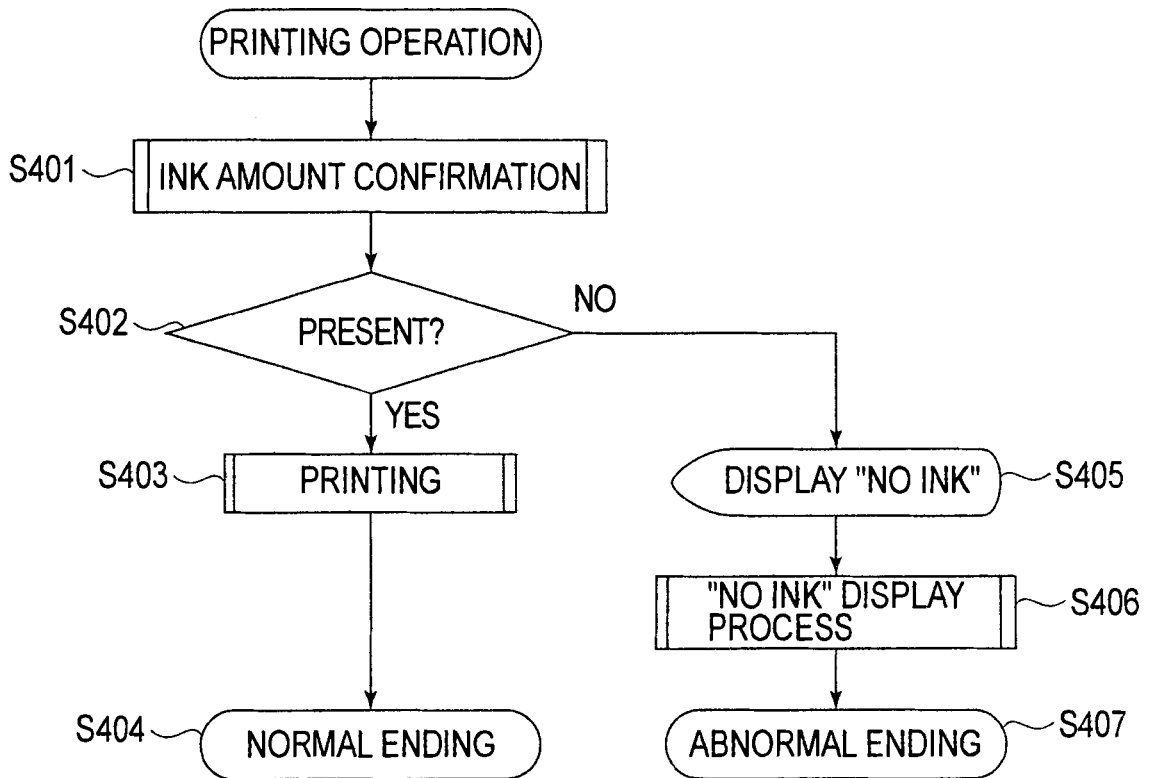 PRINTING OPERATION
S401
INK AMOUNT CONFIRMATION
S402
PRESENT?
NO
YES
S403
PRINTING
DISPLAY "NO INK"
S405
"NO INK" DISPLAY
PROCESS
S406
S404
NORMAL ENDING
ABNORMAL ENDING
S407